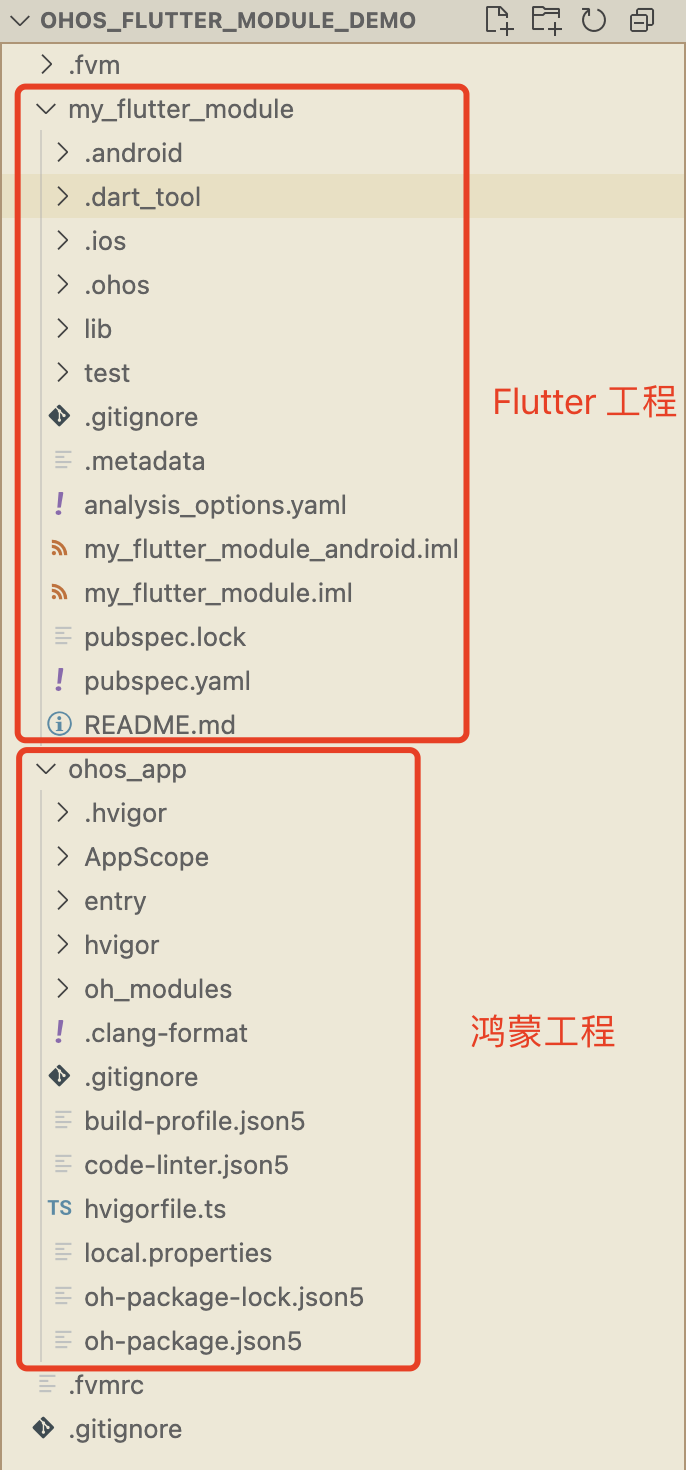 OHOS_FLUTTER_MODULE_DEMO
.fvm
my_flutter_module
.android
.dart_tool
.ios
.ohos
lib
test
Flutter 工程
.gitignore
.metadata
! analysis_options.yaml
my_flutter_module_android.iml
my_flutter_module.iml
pubspec.lock
! pubspec.yaml
README.md
ohos_app
.hvigor
AppScope
entry
hvigor
oh_modules
! .clang-format
鸿蒙工程
.gitignore
build-profile.json5
code-linter.json5
TS hvigorfile.ts
local.properties
oh-package-lock.json5
oh-package.json5
.fvmrc
.gitignore